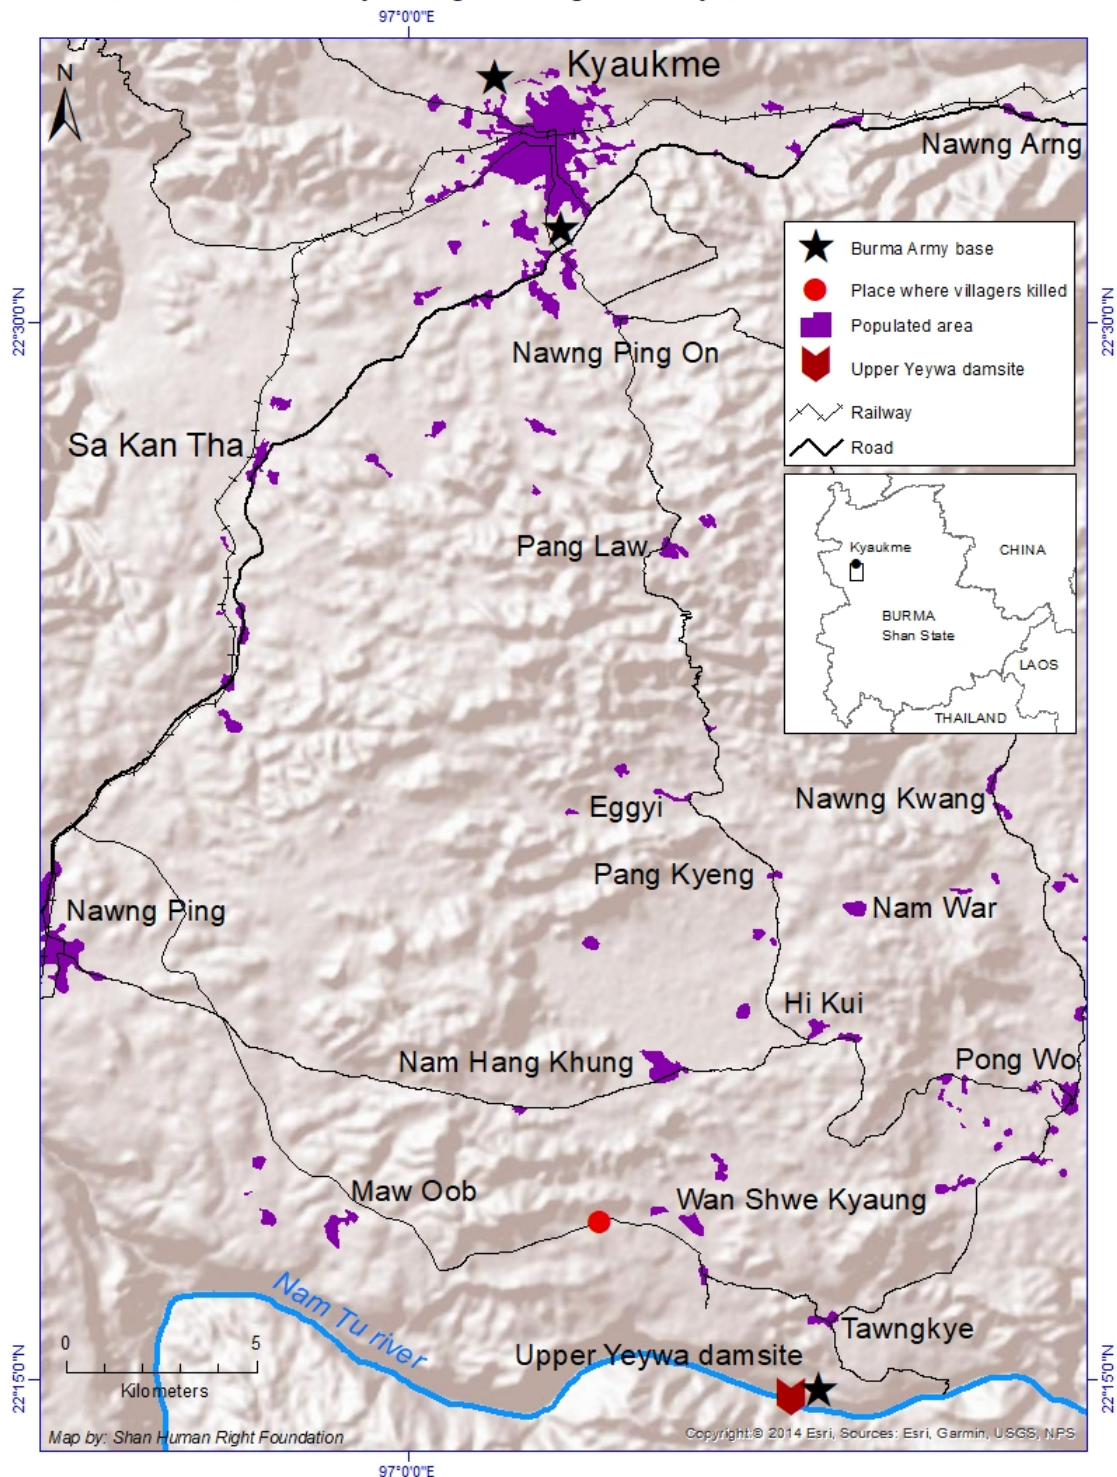 97°0'0"E
N
Kyaukme
Nawng Arng
Burma Army base
Place where villagers killed
Populated area
Upper Yeywa damsite
Railway
Road
22°30'0"N
22°30'0"N
Nawng Ping On
Sa Kan Tha
Pang Law
Kyaukme
CHINA
BURMA
Shan State
LAOS
THAILAND
Eggyi
Nawng Kwang
Pang Kyeng
Nawng Ping
Nam War
Hi Kui
Nam Hang Khung
Pong Wo
Maw Oob
Wan Shwe Kyaung
Nam Tu river
Tawngkye
Upper Yeywa damsite
0 5
Kilometers
22°15'0"N
22°15'0"N
Map by: Shan Human Right Foundation
Copyright:© 2014 Esri, Sources: Esri, Garmin, USGS, NPS
97°0'0"E